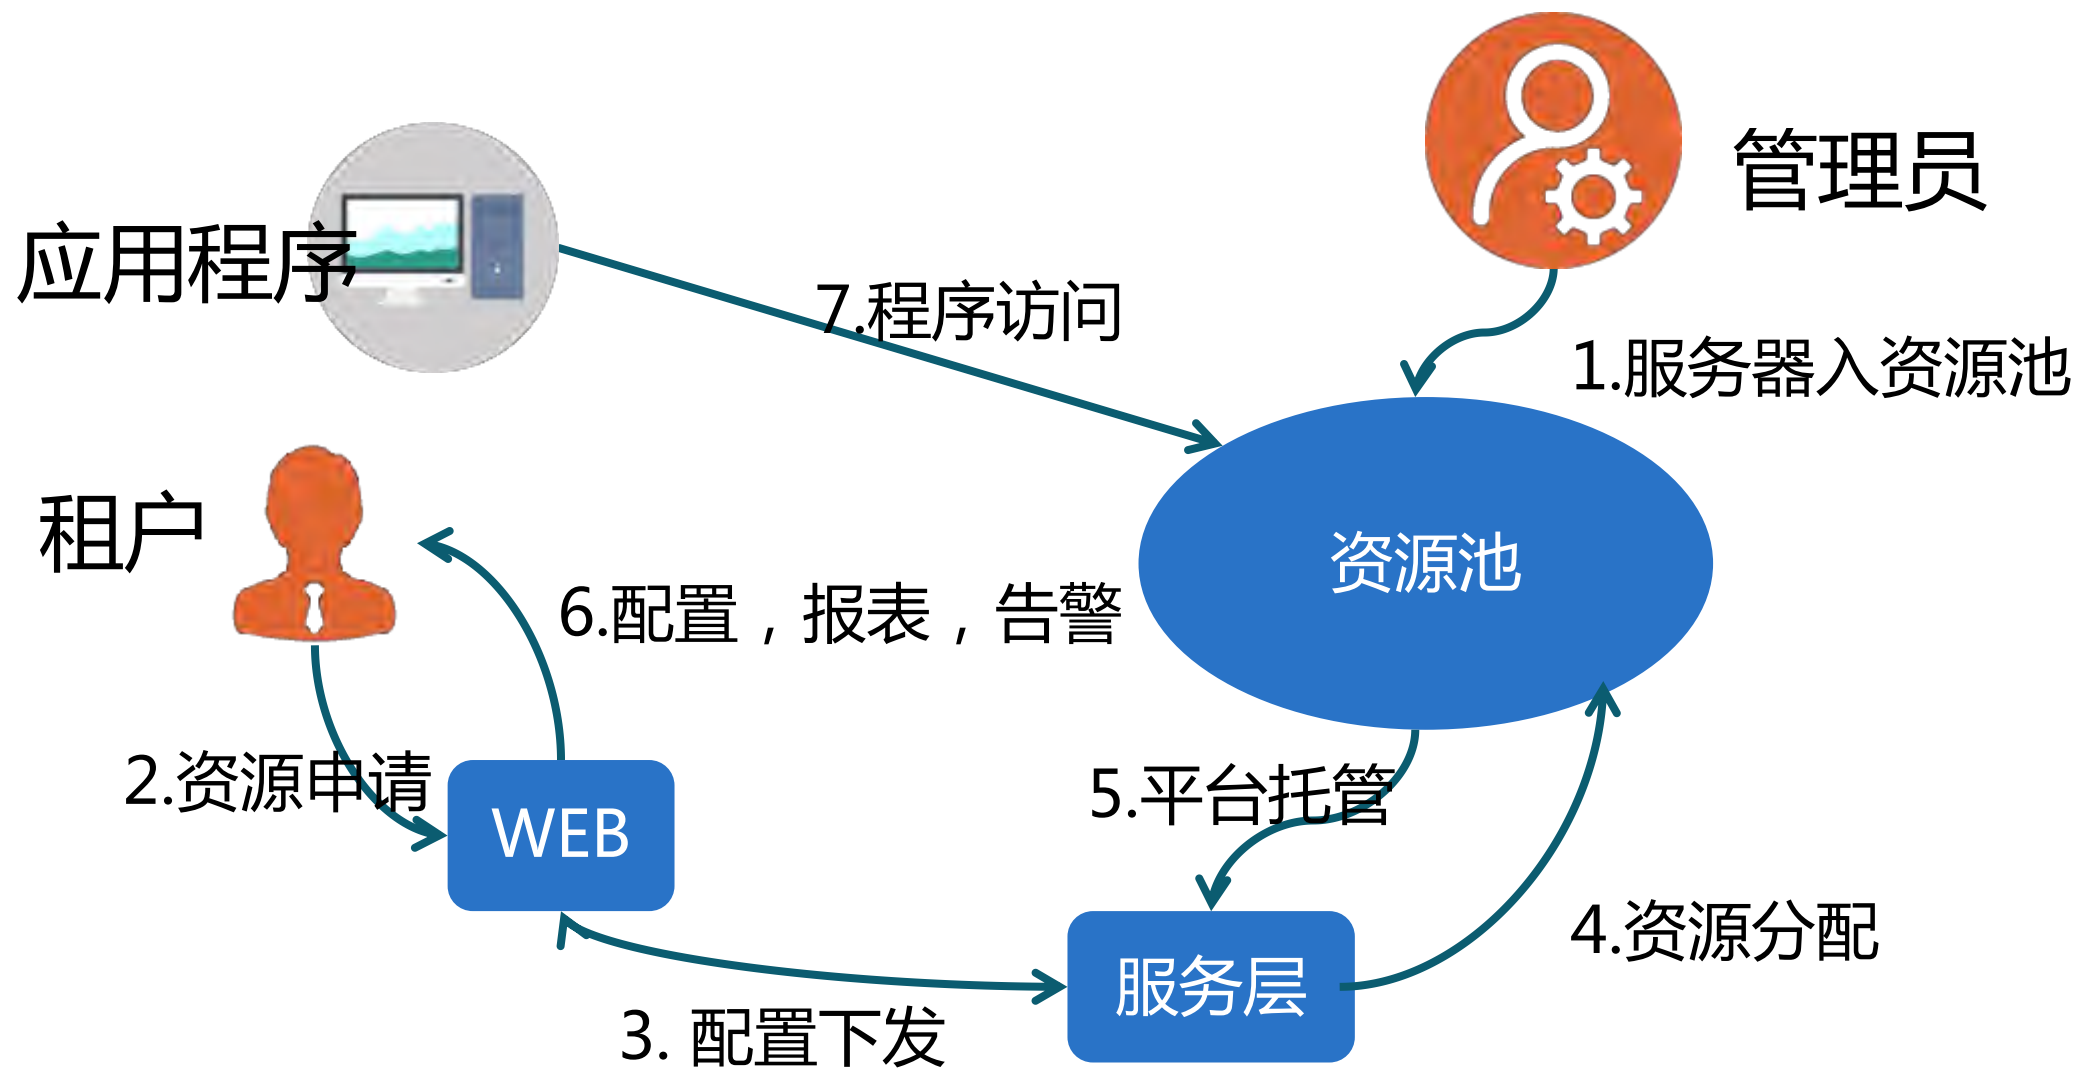 管理员
应用程序
7.程序访问
1.服务器入资源池
租户
资源池
6.配置，报表，告警
2.资源申请
5.平台托管
WEB
4.资源分配
服务层
3. 配置下发